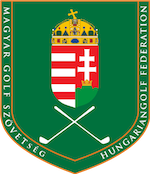 MAGYAR GOLF SZÖVETSÉG
HUNGARIAN GOLF FEDERATION